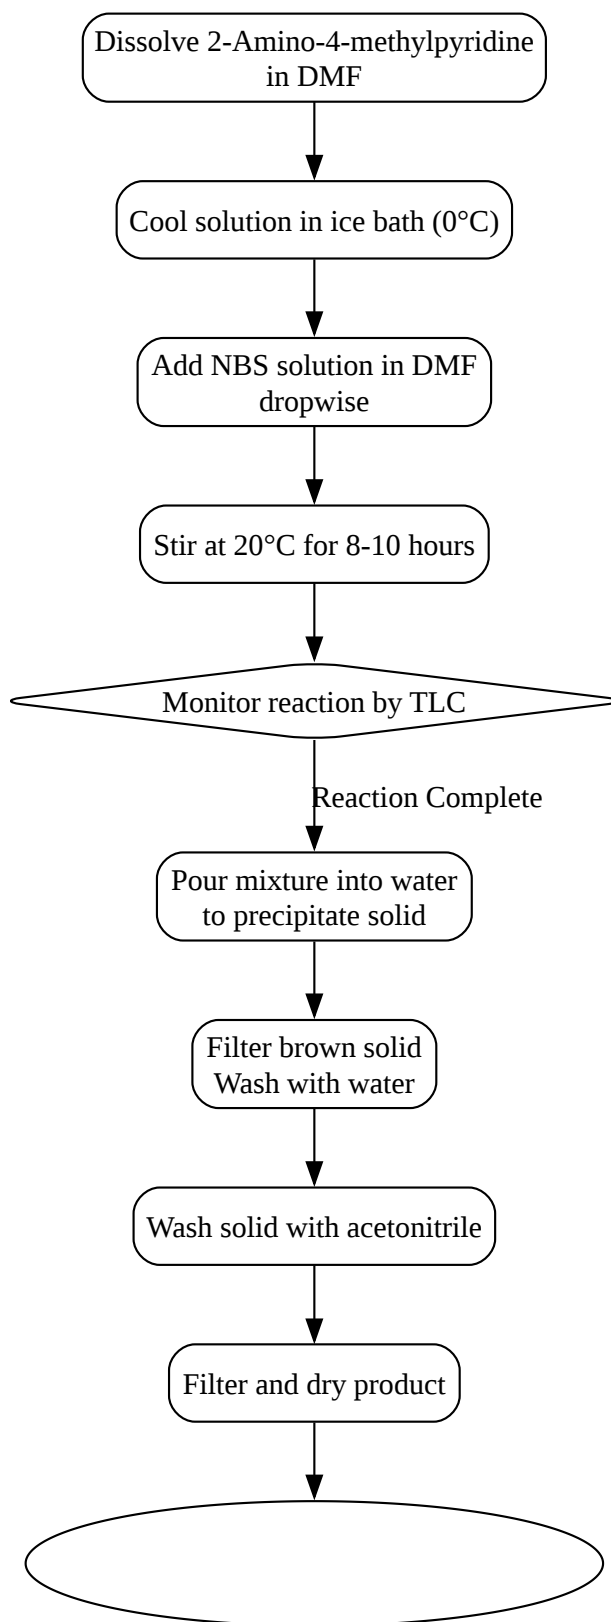 Dissolve 2-Amino-4-methylpyridine
in DMF
Cool solution in ice bath (0°C)
Add NBS solution in DMF
dropwise
Stir at 20°C for 8-10 hours
Monitor reaction by TLC
Reaction Complete
Pour mixture into water
to precipitate solid
Filter brown solid
Wash with water
Wash solid with acetonitrile
Filter and dry product